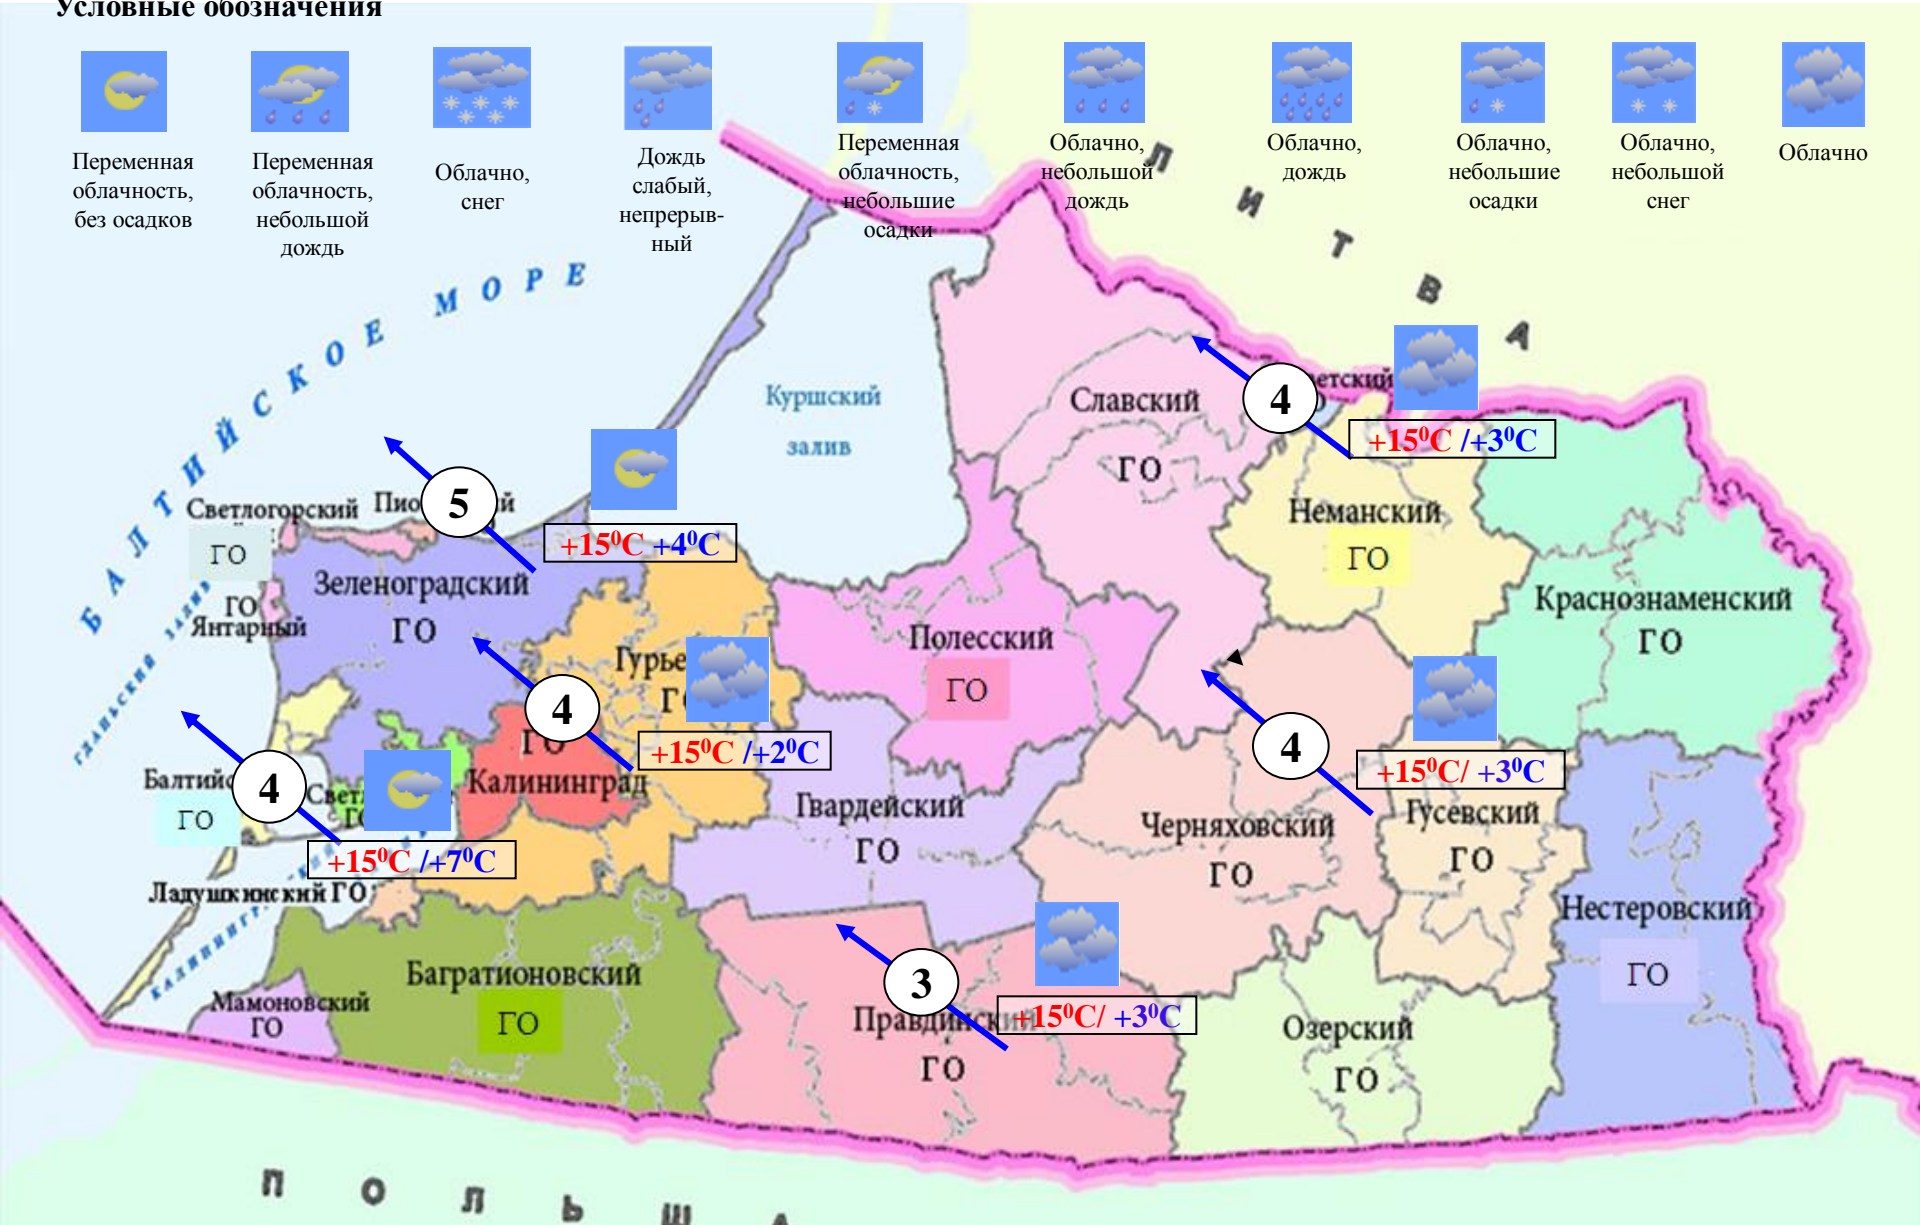 Условные обозначения
Переменная
облачность,
без осадков
Переменная
облачность,
небольшой
дождь
Облачно,
снег
Дождь
слабый,
непрерыв-
ный
Переменная
облачность,
небольшие
осадки
Облачно,
небольшой
дождь
Облачно,
дождь
Облачно,
небольшие
осадки
Облачно,
небольшой
снег
Облачно
ЛИТВА
БАЛТИЙСКОЕ МОРЕ
Куршский
залив
Славский
ГО
4
+15⁰С /+3⁰С
5
+15⁰С +4⁰С
Светлогорский
ГО
Неманский
ГО
Зеленоградский
ГО
ГО
Янтарный
Краснознаменский
ГО
Полесский
ГО
4
+15⁰С /+2⁰С
ГО
Калининград
4
+15⁰С/ +3⁰С
4
ГО
+15⁰С /+7⁰С
Гвардейский
ГО
Черняховский
ГО
Гусевский
ГО
Ладушкинский ГО
Нестеровский
ГО
Багратионовский
ГО
Мамоновский
ГО
3
+15⁰С/ +3⁰С
Правдинский
ГО
Озерский
ГО
ПОЛЬША